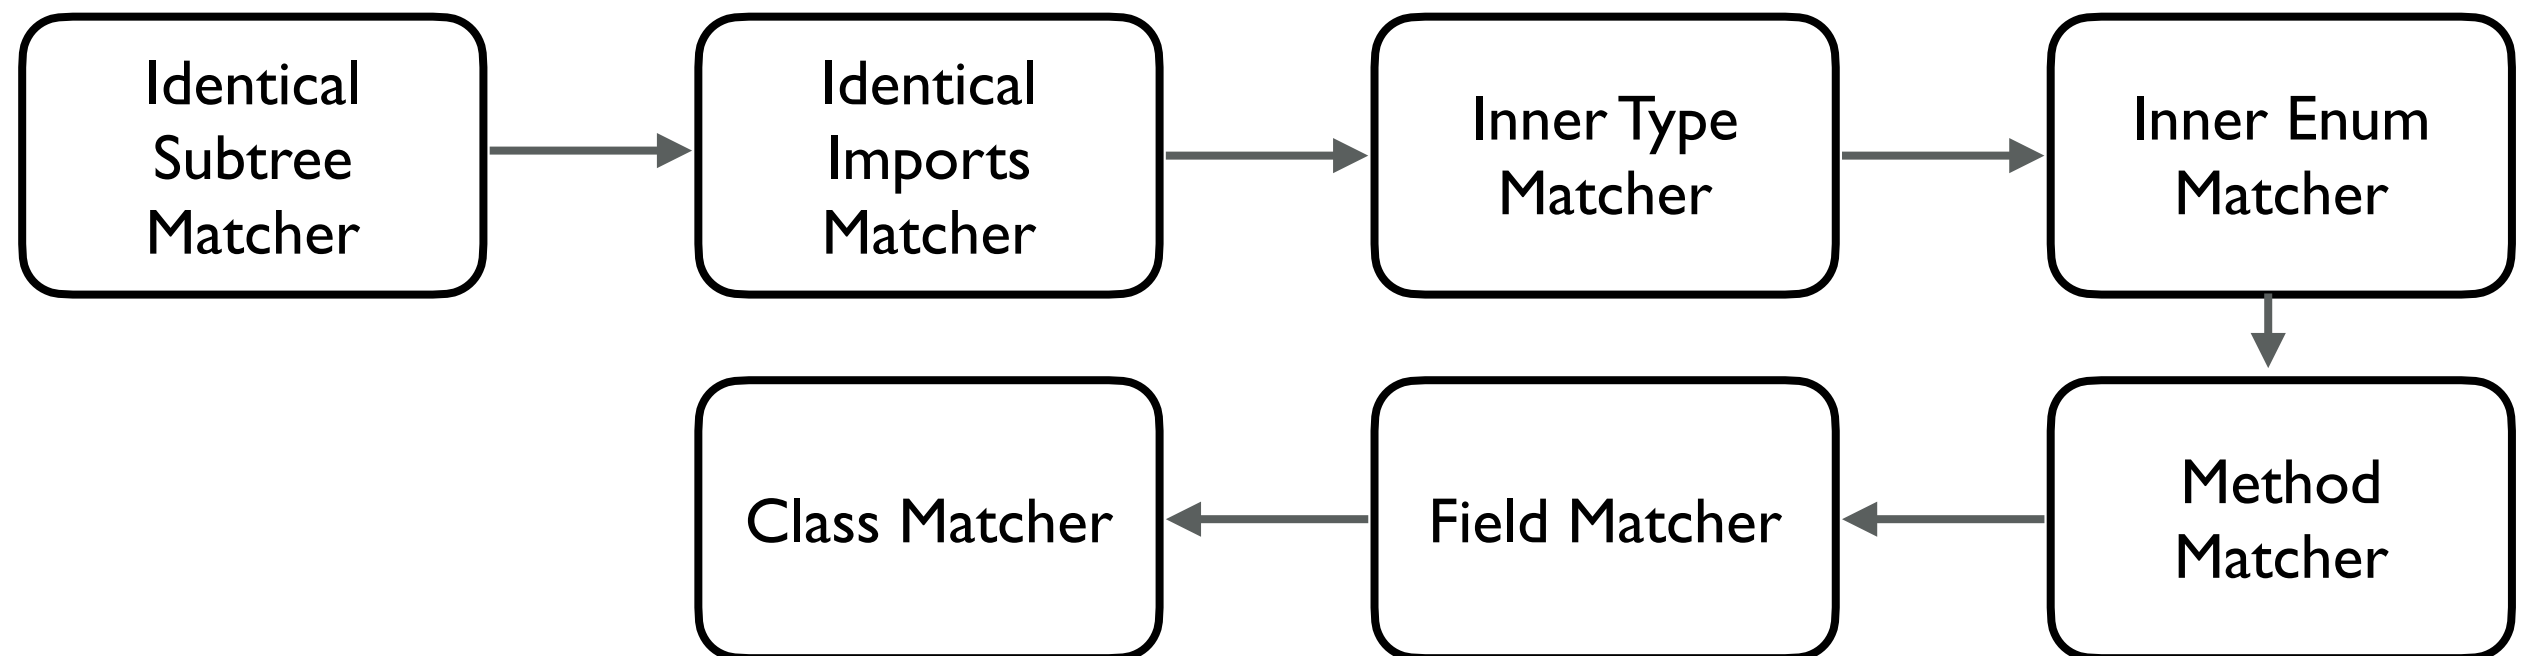 Identical
Subtree
Matcher
Identical
Imports
Matcher
Inner Type
Matcher
Inner Enum
Matcher
Class Matcher
Field Matcher
Method
Matcher